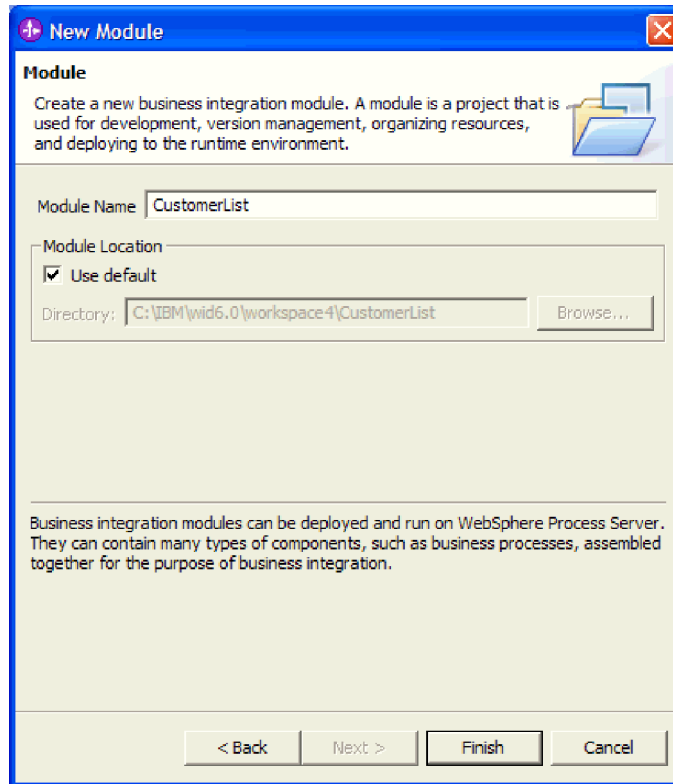 New Module
Module
Create a new business integration module. A module is a project that is
used for development, version management, organizing resources,
and deploying to the runtime environment.
Module Name CustomerList
Module Location
Use default
Directory: C:\IBM\wid6.0\workspace4\CustomerList Browse...
Business integration modules can be deployed and run on WebSphere Process Server.
They can contain many types of components, such as business processes, assembled
together for the purpose of business integration.
< Back Next > Finish Cancel